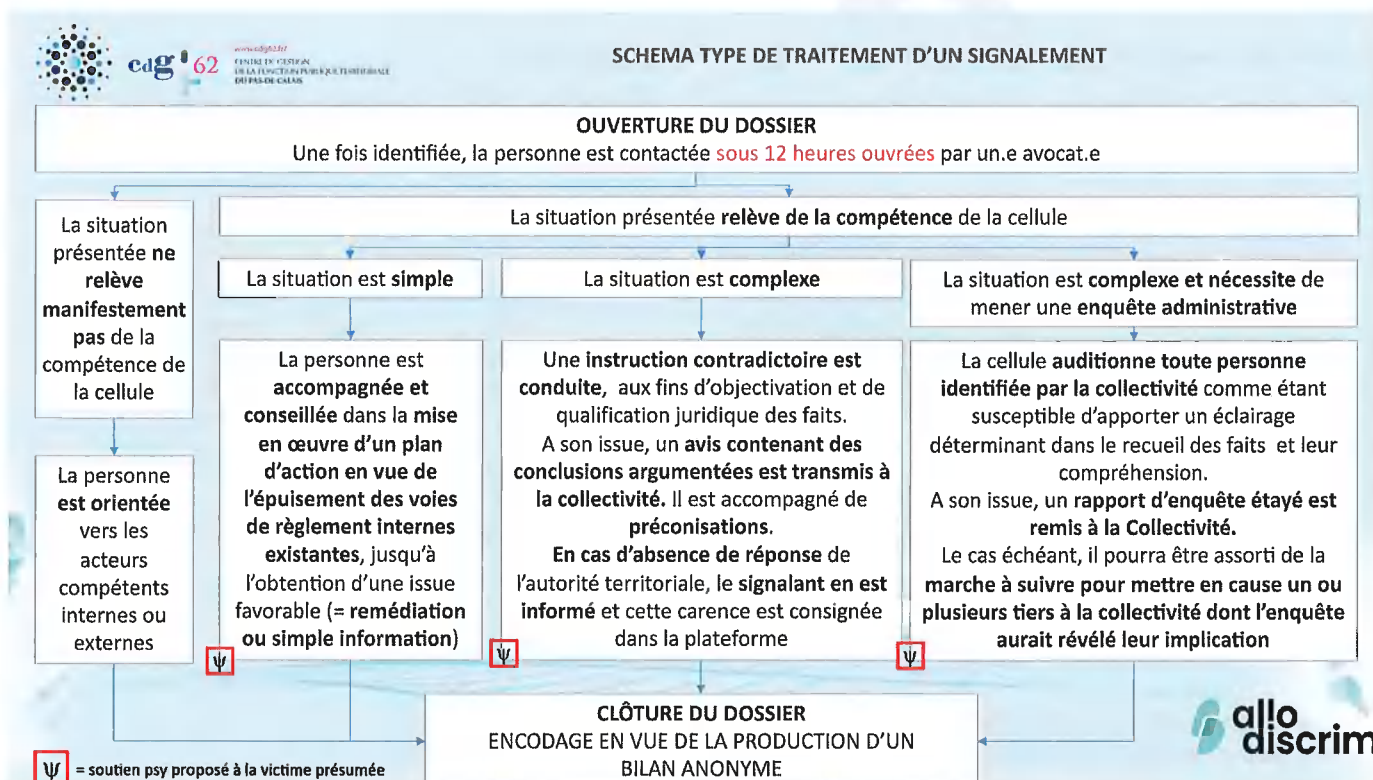 cdg 62
CENTRE DE GESTION
DE LA FONCTION PUBLIQUE TERRITORIALE
DU PAS-DE-CALAIS
SCHEMA TYPE DE TRAITEMENT D'UN SIGNALEMENT
OUVERTURE DU DOSSIER
Une fois identifiée, la personne est contactée sous 12 heures ouvrées par un.e avocat.e
La situation
présentée ne
relève
manifestement
pas de la
compétence de
la cellule
La situation présentée relève de la compétence de la cellule
La situation est simple
La situation est complexe
La situation est complexe et nécessite de
mener une enquête administrative
La personne
est orientée
vers les
acteurs
compétents
internes ou
externes
La personne est
accompagnée et
conseillée dans la mise
en œuvre d'un plan
d'action en vue de
l'épuisement des voies
de règlement internes
existantes, jusqu'à
l'obtention d'une issue
favorable (= remédiation
ou simple information)
ψ
Une instruction contradictoire est
conduite, aux fins d'objectivation et de
qualification juridique des faits.
A son issue, un avis contenant des
conclusions argumentées est transmis à
la collectivité. Il est accompagné de
préconisations.
En cas d'absence de réponse de
l'autorité territoriale, le signalant en est
informé et cette carence est consignée
dans la plateforme
ψ
La cellule auditionne toute personne
identifiée par la collectivité comme étant
susceptible d'apporter un éclairage
déterminant dans le recueil des faits et leur
compréhension.
A son issue, un rapport d'enquête étayé est
remis à la Collectivité.
Le cas échéant, il pourra être assorti de la
marche à suivre pour mettre en cause un ou
plusieurs tiers à la collectivité dont l'enquête
aurait révélé leur implication
ψ
CLÔTURE DU DOSSIER
ENCODAGE EN VUE DE LA PRODUCTION D'UN
BILAN ANONYME
ψ = soutien psy proposé à la victime présumée
allo
discrim